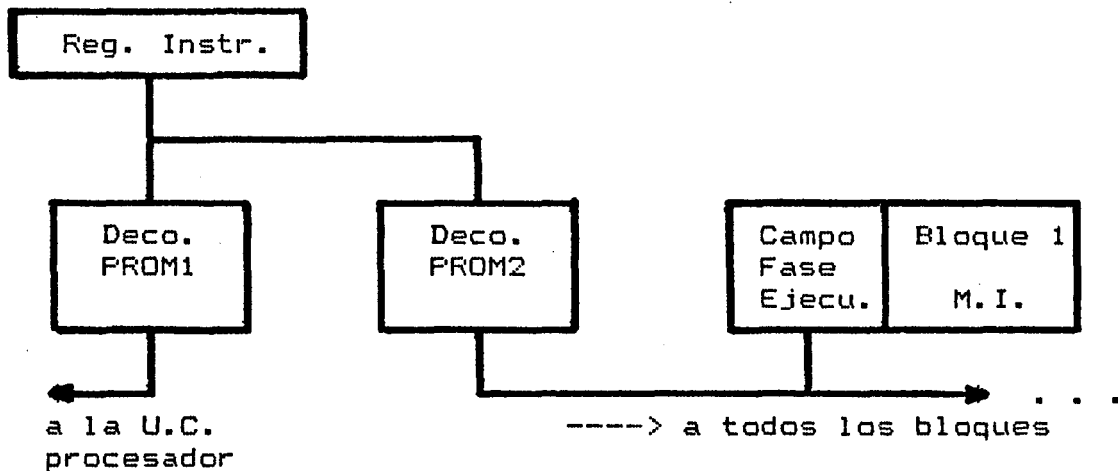 Reg. Instr.
Deco.
PROM1
Deco.
PROM2
Campo
Fase
Ejecu.
Bloque 1
M.I.
a la U.C.
procesador
----> a todos los bloques
. . .